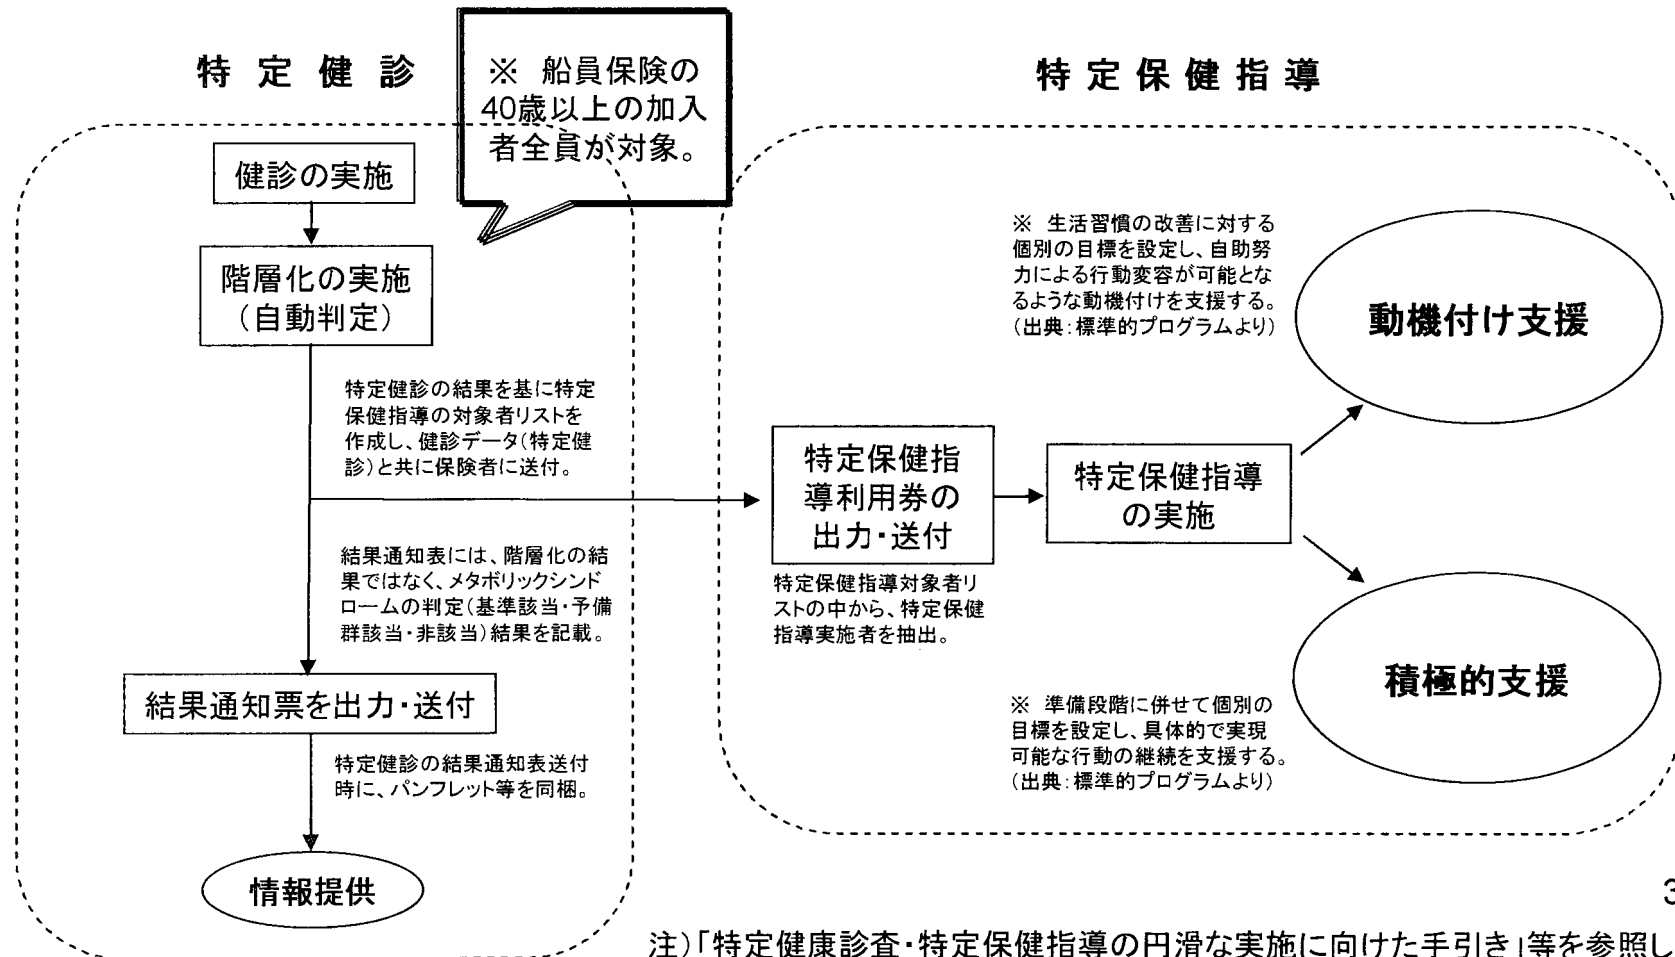 特定健診
※ 船員保険の
40歳以上の加入
者全員が対象。
健診の実施
階層化の実施
（自動判定）
特定健診の結果を基に特定
保健指導の対象者リストを
作成し、健診データ（特定健
診）と共に保険者に送付。
結果通知表には、階層化の結
果ではなく、メタボリックシンド
ロームの判定（基準該当・予備
群該当・非該当）結果を記載。
結果通知票を出力・送付
特定健診の結果通知表送付
時に、パンフレット等を同梱。
情報提供
特定保健指導
特定保健指
導利用券の
出力・送付
特定保健指導対象者リ
ストの中から、特定保健
指導実施者を抽出。
特定保健指導
の実施
※ 生活習慣の改善に対する
個別の目標を設定し、自助努
力による行動変容が可能とな
るような動機付けを支援する。
（出典：標準的プログラムより）
動機付け支援
※ 準備段階に併せて個別の
目標を設定し、具体的で実現
可能な行動の継続を支援する。
（出典：標準的プログラムより）
積極的支援
3
注）「特定健康診査・特定保健指導の円滑な実施に向けた手引き」等を参照し